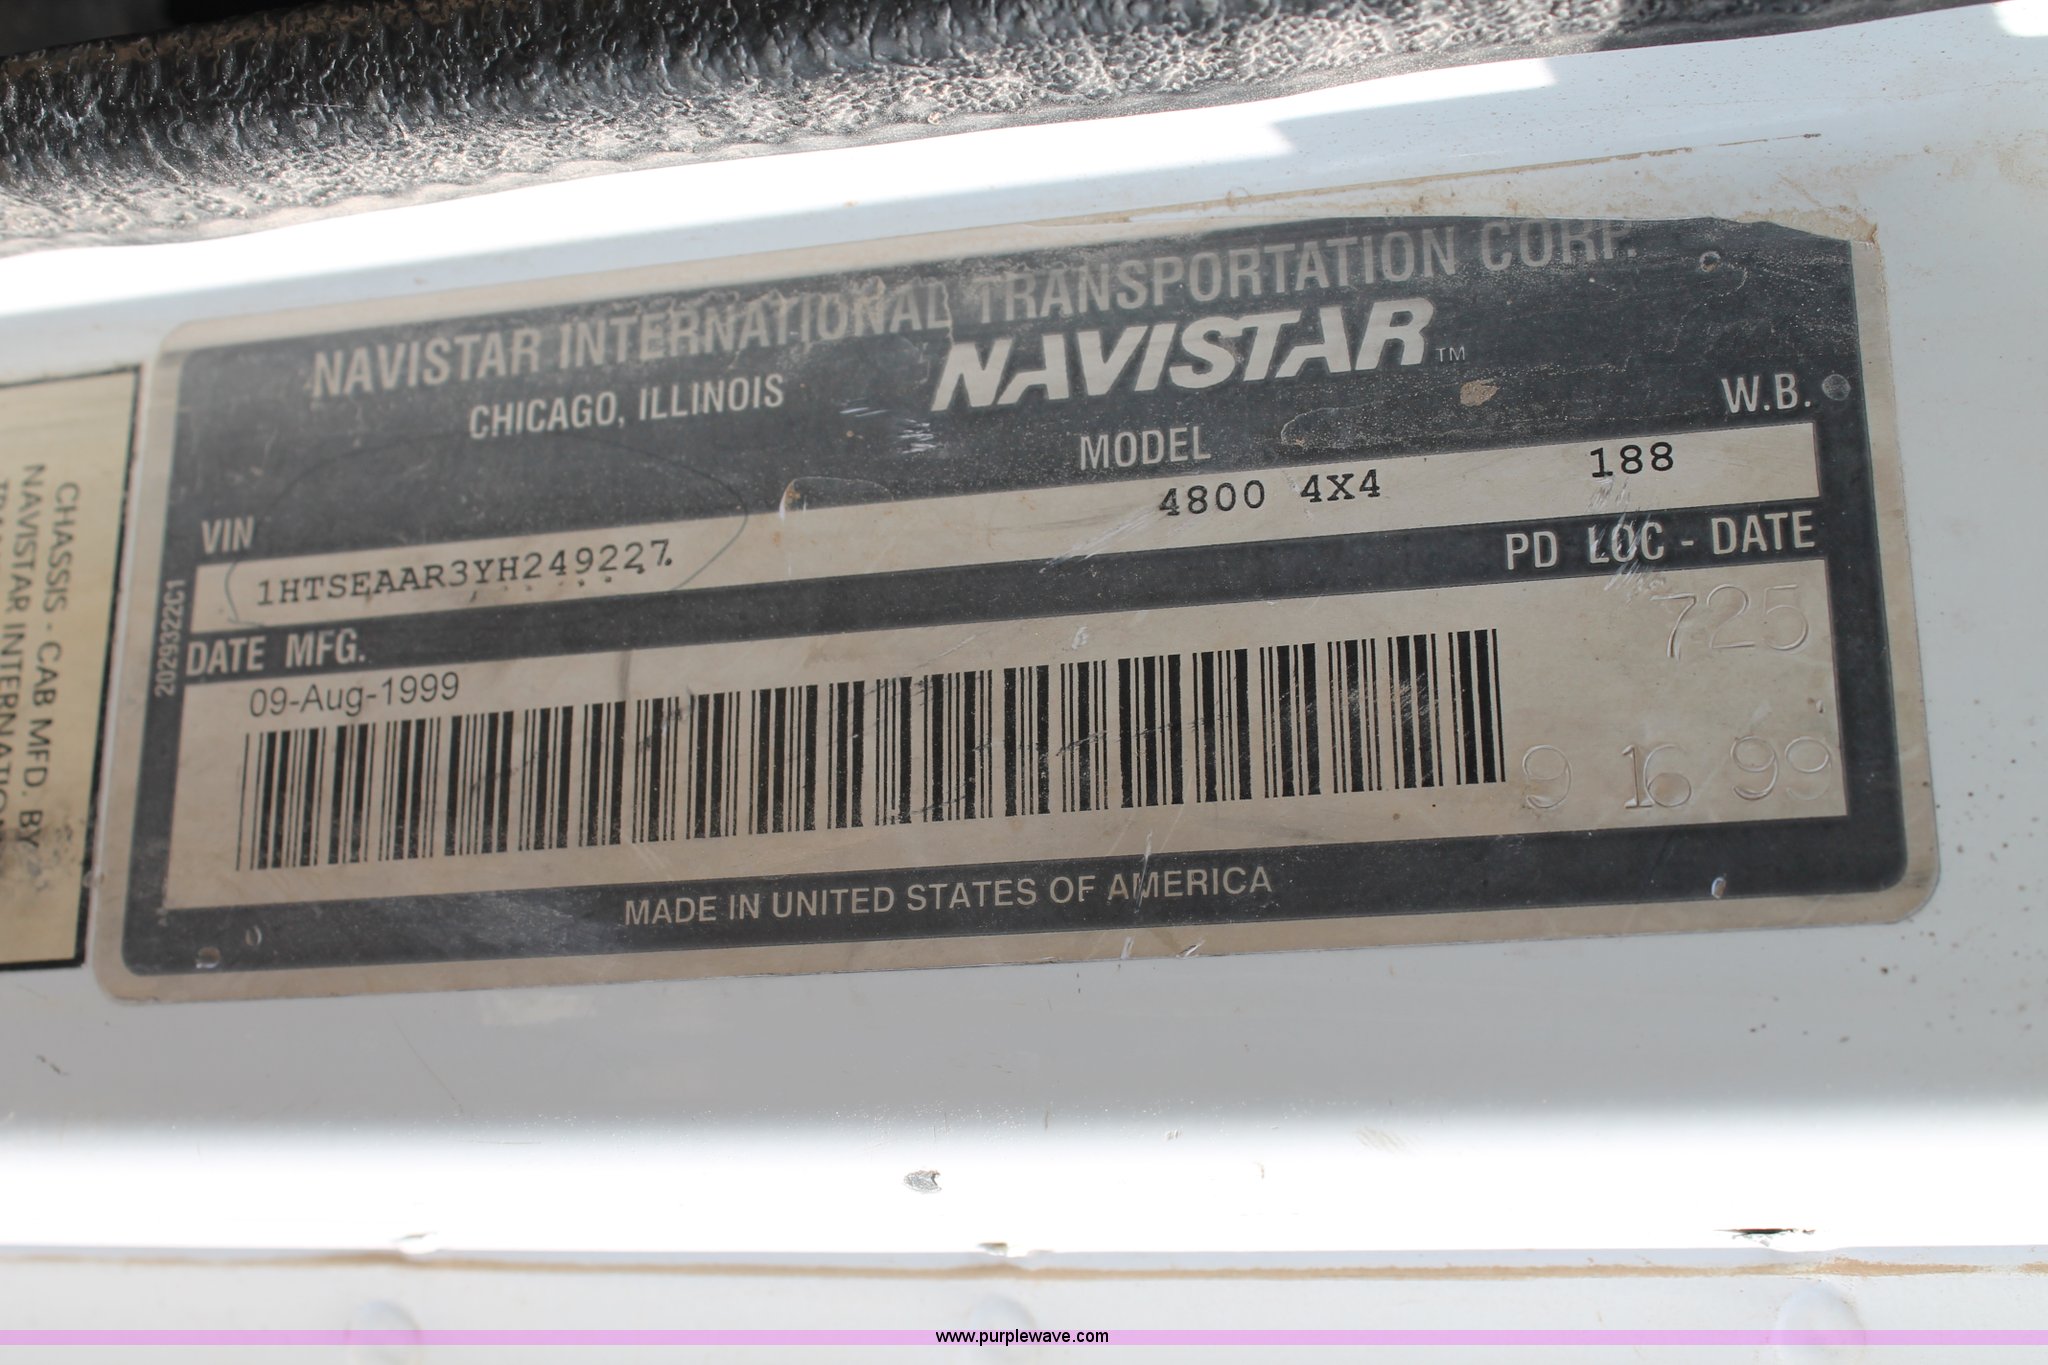 NAVISTAR INTERNATIONAL TRANSPORTATION CORP.
CHICAGO, ILLINOIS
NAVISTAR™
VIN
MODEL
W.B.
1HTSEAAR3YH249227
4800 4X4
188
DATE MFG.
PD LOC - DATE
09-Aug-1999
725
9 16 99
2029322C1
MADE IN UNITED STATES OF AMERICA
CHASSIS - CAB MFD. BY
NAVISTAR INTERNATIONAL
www.purplewave.com